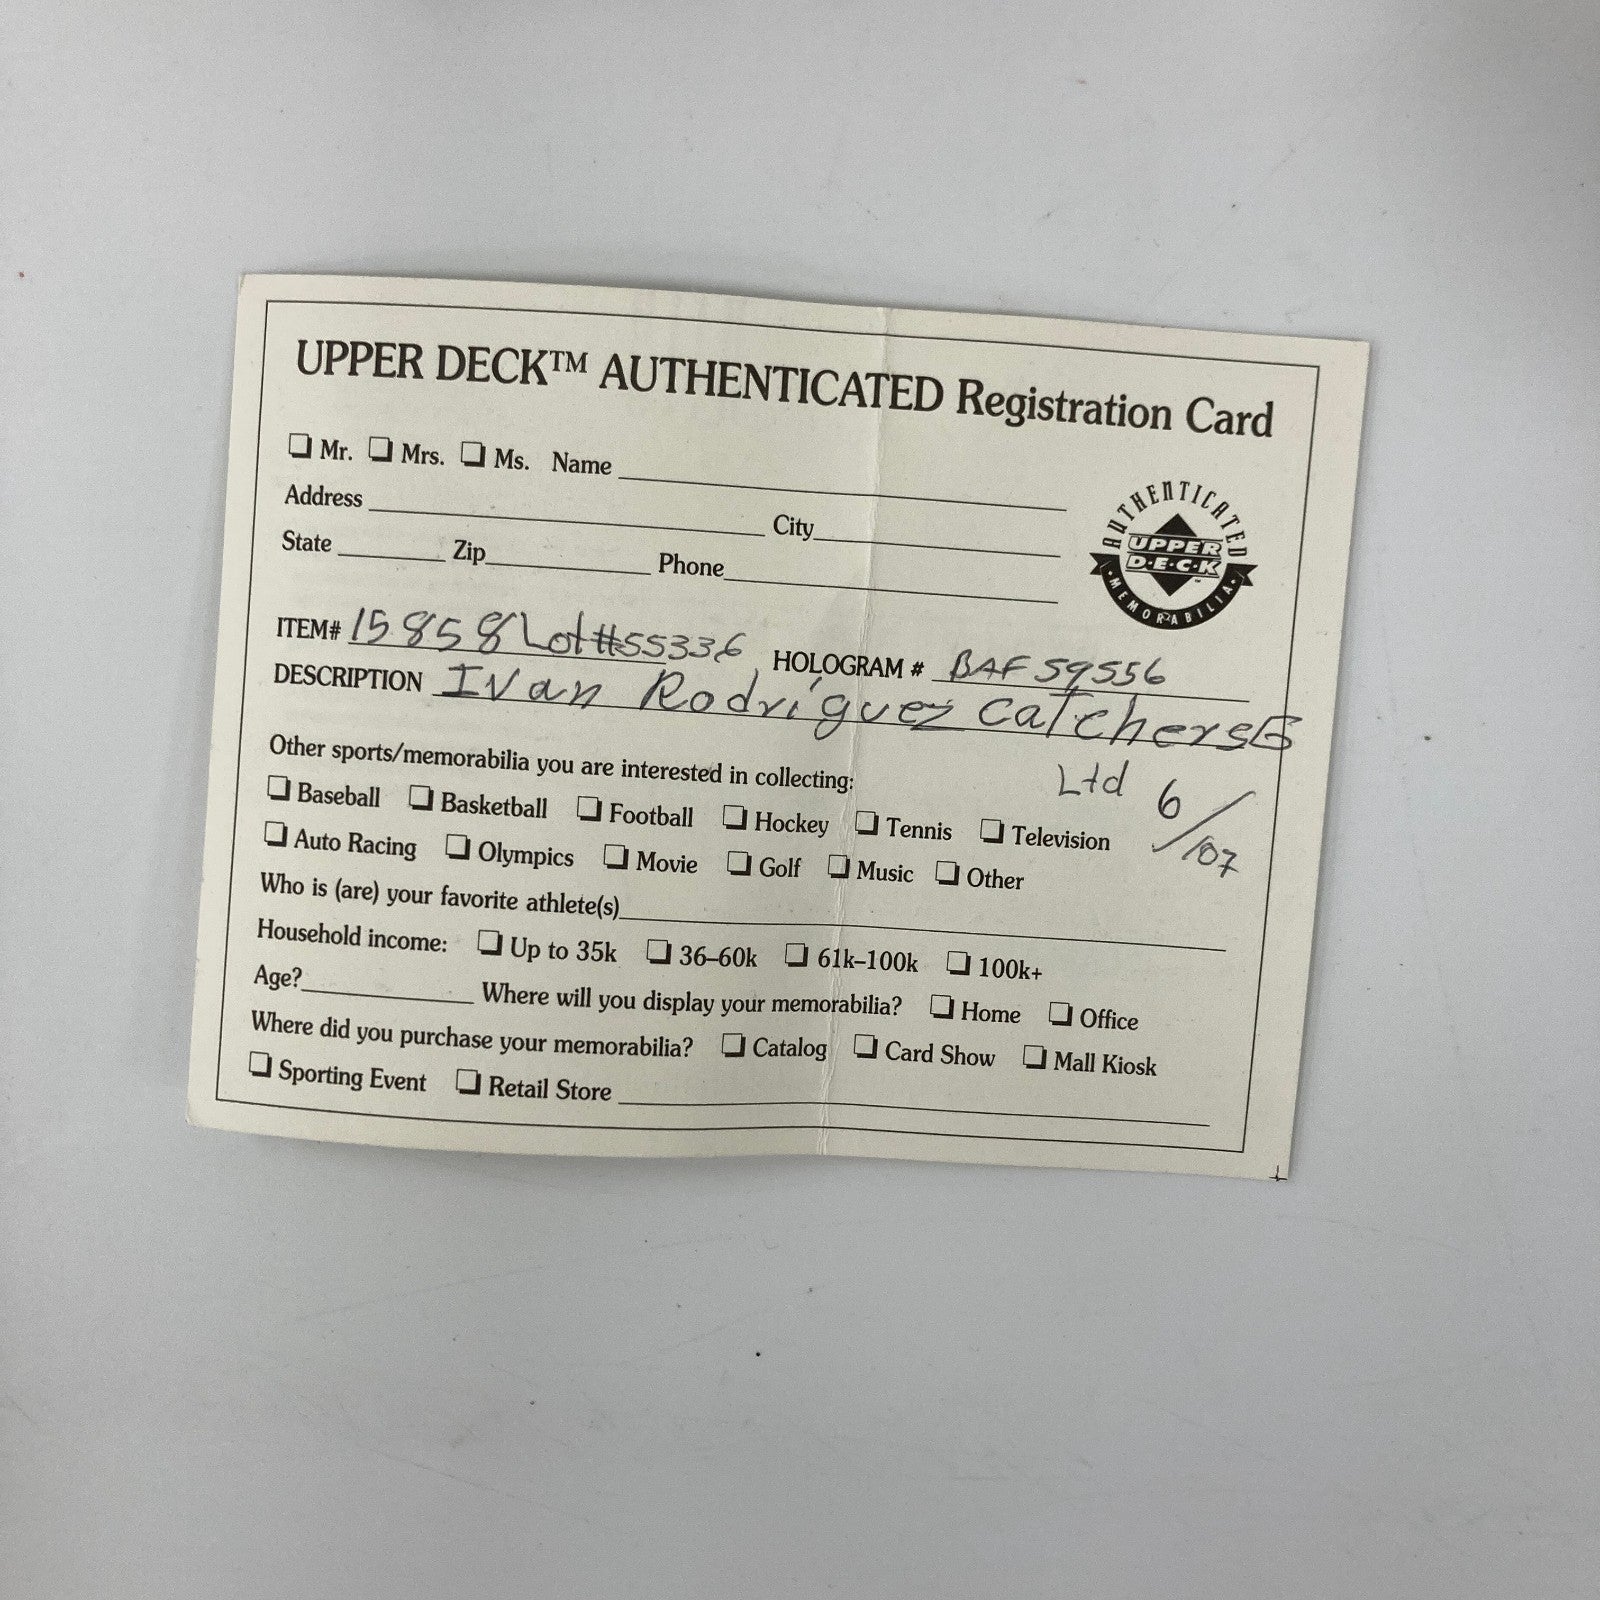 UPPER DECK™ AUTHENTICATED Registration Card
Mr. Mrs. Ms. Name
Address City
State Zip Phone
AUTHENTICATED
UPPER
D·E·C·K
MEMORABILIA
ITEM# 15858 Lot#55336 HOLOGRAM # BAF 59556
DESCRIPTION Ivan Rodríguez Catchers
Ltd 6/107
Other sports/memorabilia you are interested in collecting:
Baseball Basketball Football Hockey Tennis Television
Auto Racing Olympics Movie Golf Music Other
Who is (are) your favorite athlete(s)
Household income: Up to 35k 36–60k 61k–100k 100k+
Age? Where will you display your memorabilia? Home Office
Where did you purchase your memorabilia? Catalog Card Show Mall Kiosk
Sporting Event Retail Store